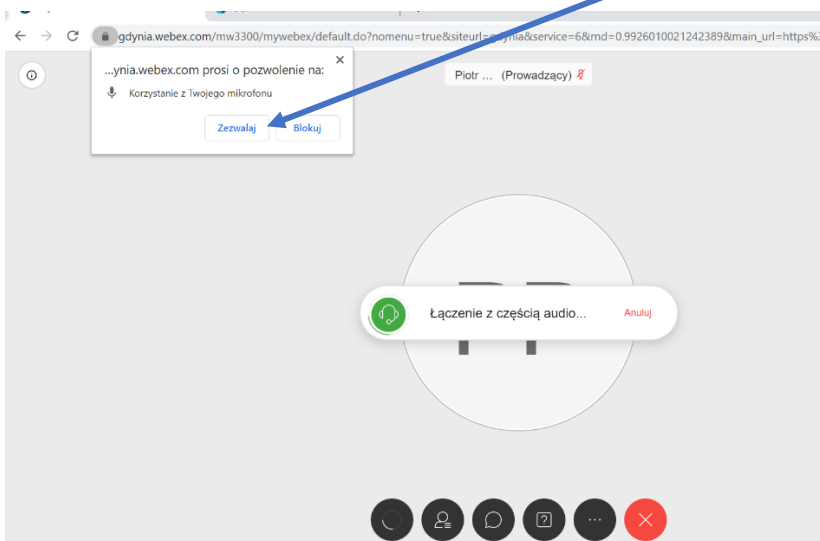 gdynia.webex.com/mw3300/mywebex/default.do?nomenu=true&siteurl=gdynia&service=6&rnd=0.9926010021242389&main_url=https%3
...ynia.webex.com prosi o pozwolenie na:
Korzystanie z Twojego mikrofonu
Zezwalaj Blokuj
Piotr ... (Prowadzący)
Łączenie z częścią audio... Anuluj